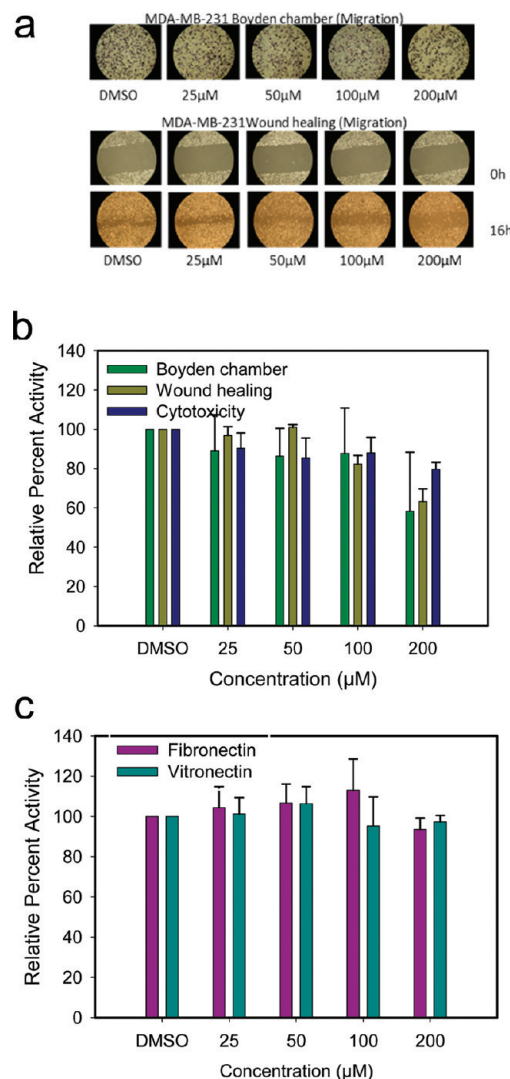 a
MDA-MB-231 Boyden chamber (Migration)
DMSO 25µM 50µM 100µM 200µM
MDA-MB-231Wound healing (Migration)
0h
16h
DMSO 25µM 50µM 100µM 200µM
b
140
120
100
80
60
40
20
0
Relative Percent Activity
Boyden chamber
Wound healing
Cytotoxicity
DMSO 25 50 100 200
Concentration (µM)
c
140
120
100
80
60
40
20
0
Relative Percent Activity
Fibronectin
Vitronectin
DMSO 25 50 100 200
Concentration (µM)